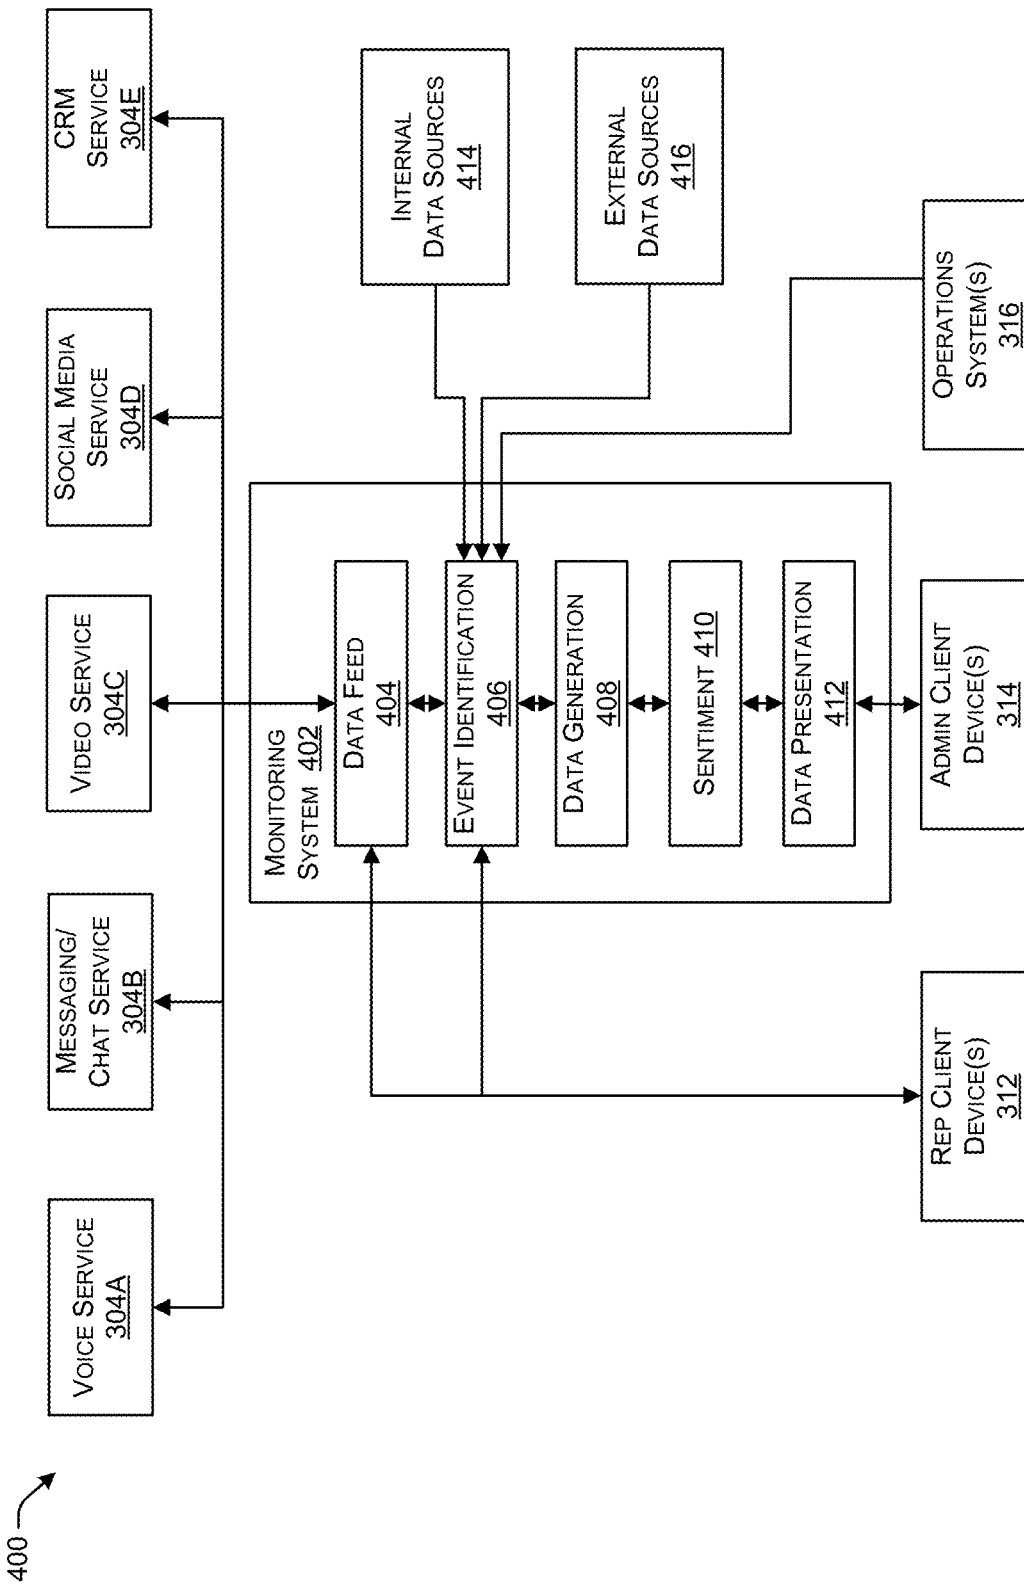 400
VOICE SERVICE
304A
MESSAGING/
CHAT SERVICE
304B
VIDEO SERVICE
304C
SOCIAL MEDIA
SERVICE
304D
CRM
SERVICE
304E
MONITORING
SYSTEM 402
DATA FEED
404
EVENT IDENTIFICATION
406
DATA GENERATION
408
SENTIMENT 410
DATA PRESENTATION
412
INTERNAL
DATA SOURCES
414
EXTERNAL
DATA SOURCES
416
REP CLIENT
DEVICE(S)
312
ADMIN CLIENT
DEVICE(S)
314
OPERATIONS
SYSTEM(S)
316